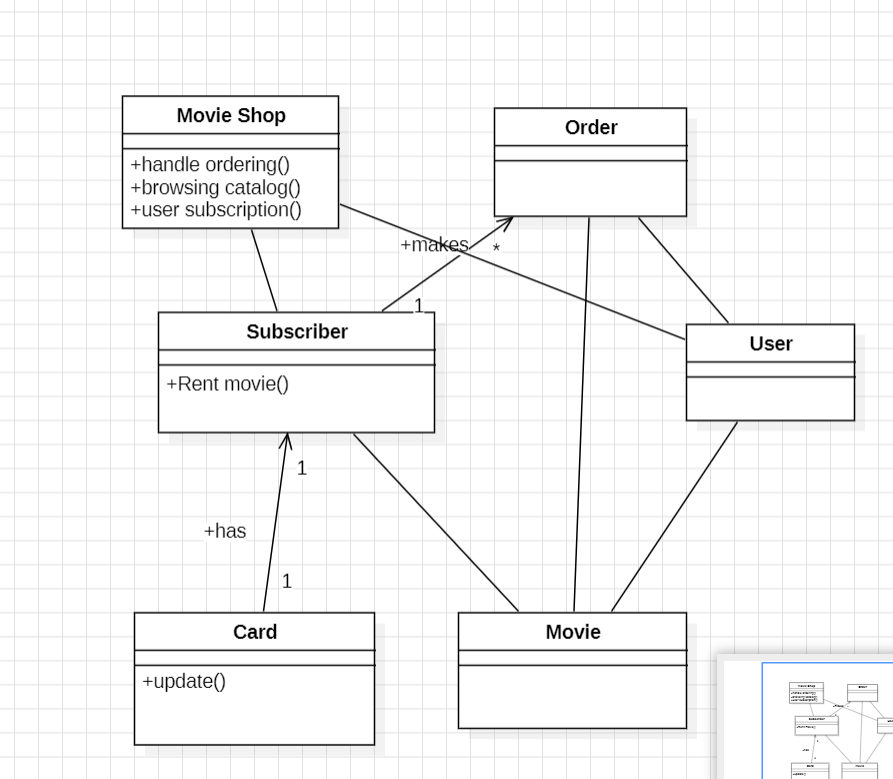 Movie Shop
+handle ordering()
+browsing catalog()
+user subscription()
Order
+makes
*
1
Subscriber
+Rent movie()
User
1
+has
1
Card
+update()
Movie